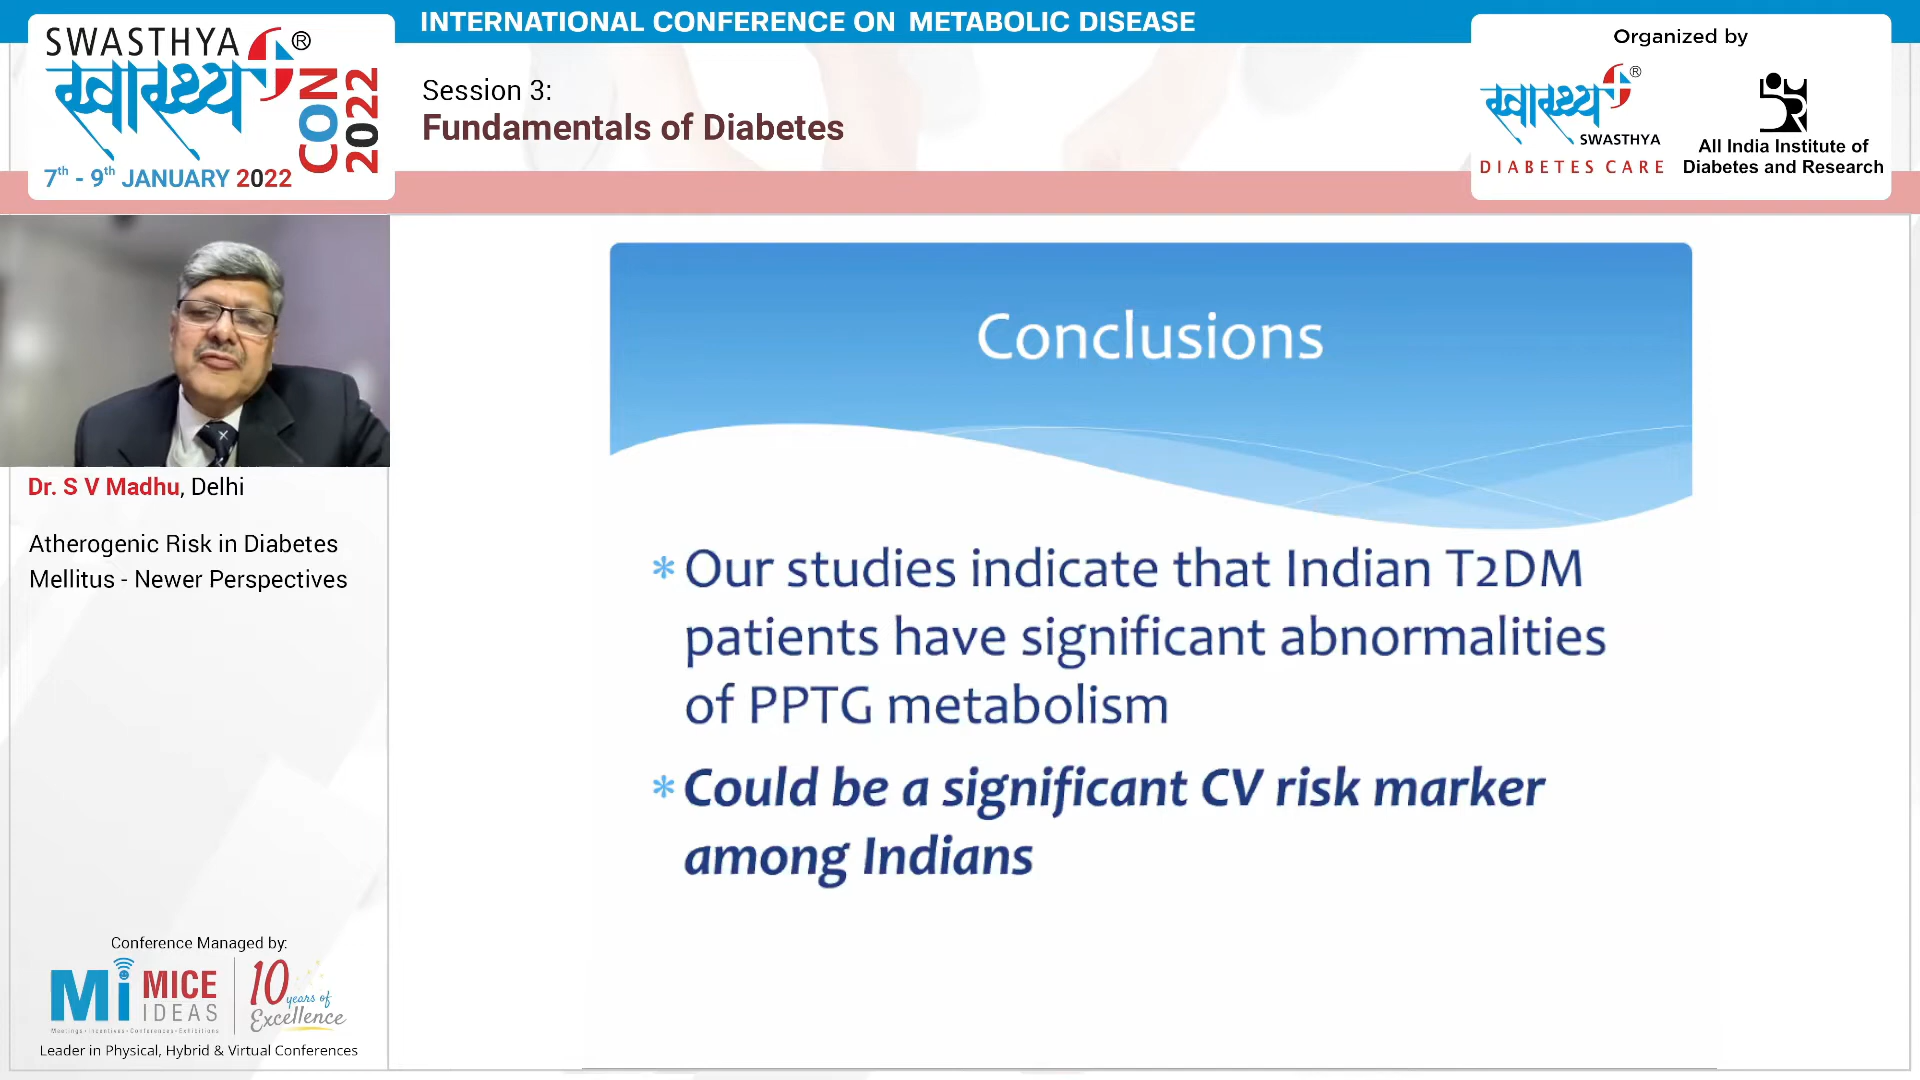 INTERNATIONAL CONFERENCE ON METABOLIC DISEASE
SWASTHYA
स्वास्थ्य ®
CON 2022
7th - 9th JANUARY 2022
Session 3:
Fundamentals of Diabetes
Organized by
स्वास्थ्य ®
SWASTHYA
DIABETES CARE
All India Institute of
Diabetes and Research
Dr. S V Madhu, Delhi
Atherogenic Risk in Diabetes
Mellitus - Newer Perspectives
Conclusions
* Our studies indicate that Indian T2DM
patients have significant abnormalities
of PPTG metabolism
* Could be a significant CV risk marker
among Indians
Conference Managed by:
Mi MICE
IDEAS
Meetings • Incentives • Conferences • Exhibitions
10 years of
Excellence
Leader in Physical, Hybrid & Virtual Conferences